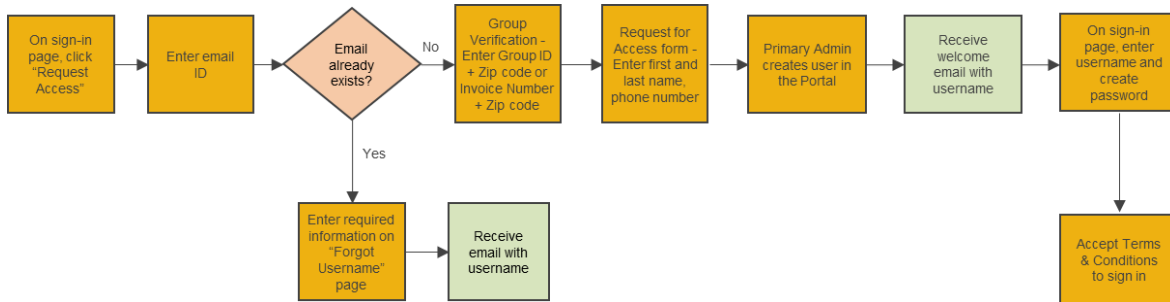 On sign-in
page, click
“Request
Access”
Enter email
ID
Email
already
exists?
No
Group
Verification -
Enter Group ID
+ Zip code or
Invoice Number
+ Zip code
Request for
Access form -
Enter first and
last name,
phone number
Primary Admin
creates user in
the Portal
Receive
welcome
email with
username
On sign-in
page, enter
username and
create
password
Yes
Enter required
information on
“Forgot
Username”
page
Receive
email with
username
Accept Terms
& Conditions
to sign in